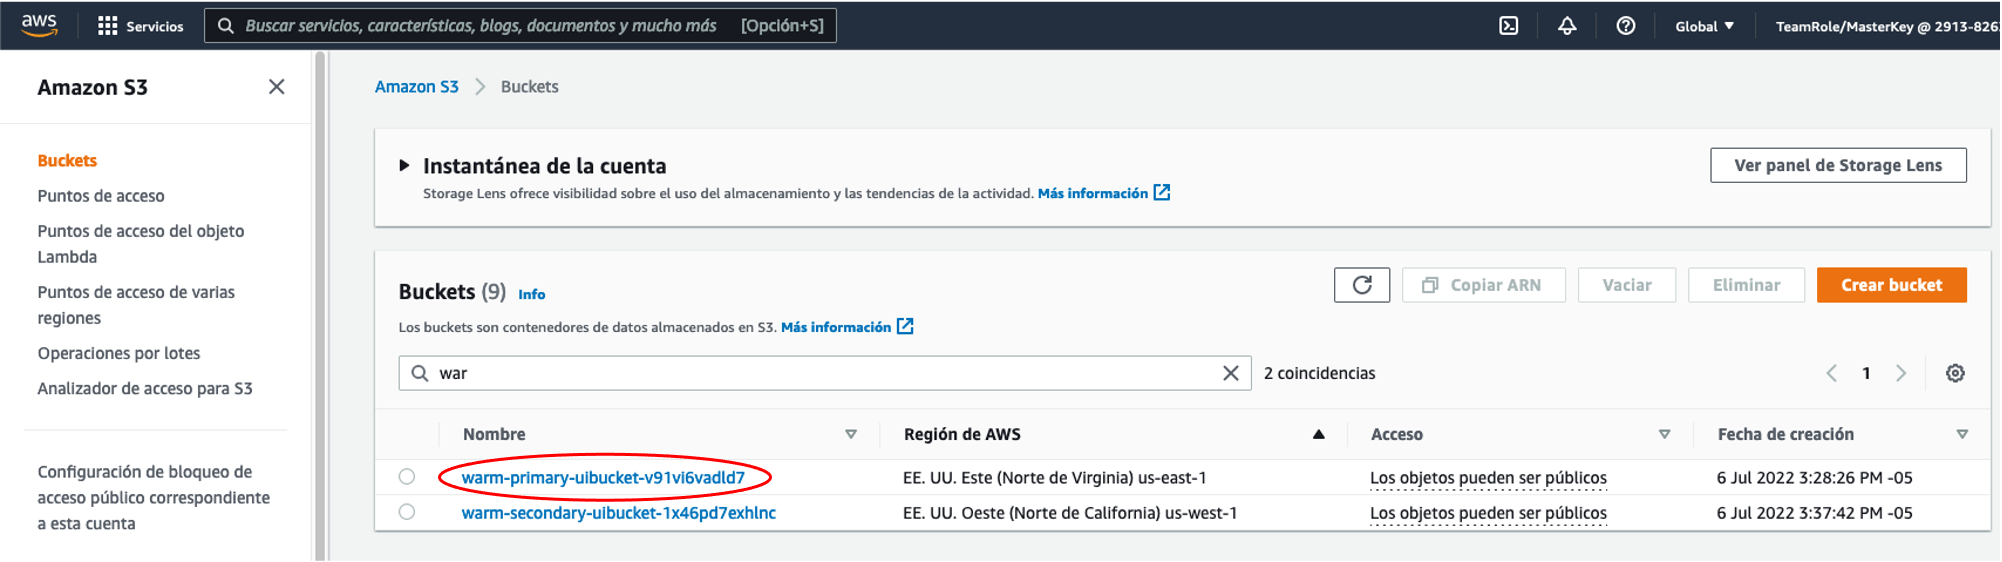 aws
Servicios
Buscar servicios, características, blogs, documentos y mucho más [Opción+S]
Global
TeamRole/MasterKey @ 2913-826
Amazon S3
Buckets
Puntos de acceso
Puntos de acceso del objeto
Lambda
Puntos de acceso de varias
regiones
Operaciones por lotes
Analizador de acceso para S3
Configuración de bloqueo de
acceso público correspondiente
a esta cuenta
Amazon S3
Buckets
Instantánea de la cuenta
Storage Lens ofrece visibilidad sobre el uso del almacenamiento y las tendencias de la actividad. Más información
Ver panel de Storage Lens
Buckets (9) Info
Los buckets son contenedores de datos almacenados en S3. Más información
Copiar ARN
Vaciar
Eliminar
Crear bucket
war
2 coincidencias
1
Nombre Región de AWS Acceso Fecha de creación
warm-primary-uibucket-v91vi6vadld7 EE. UU. Este (Norte de Virginia) us-east-1 Los objetos pueden ser públicos 6 Jul 2022 3:28:26 PM -05
warm-secondary-uibucket-1x46pd7exhlnc EE. UU. Oeste (Norte de California) us-west-1 Los objetos pueden ser públicos 6 Jul 2022 3:37:42 PM -05